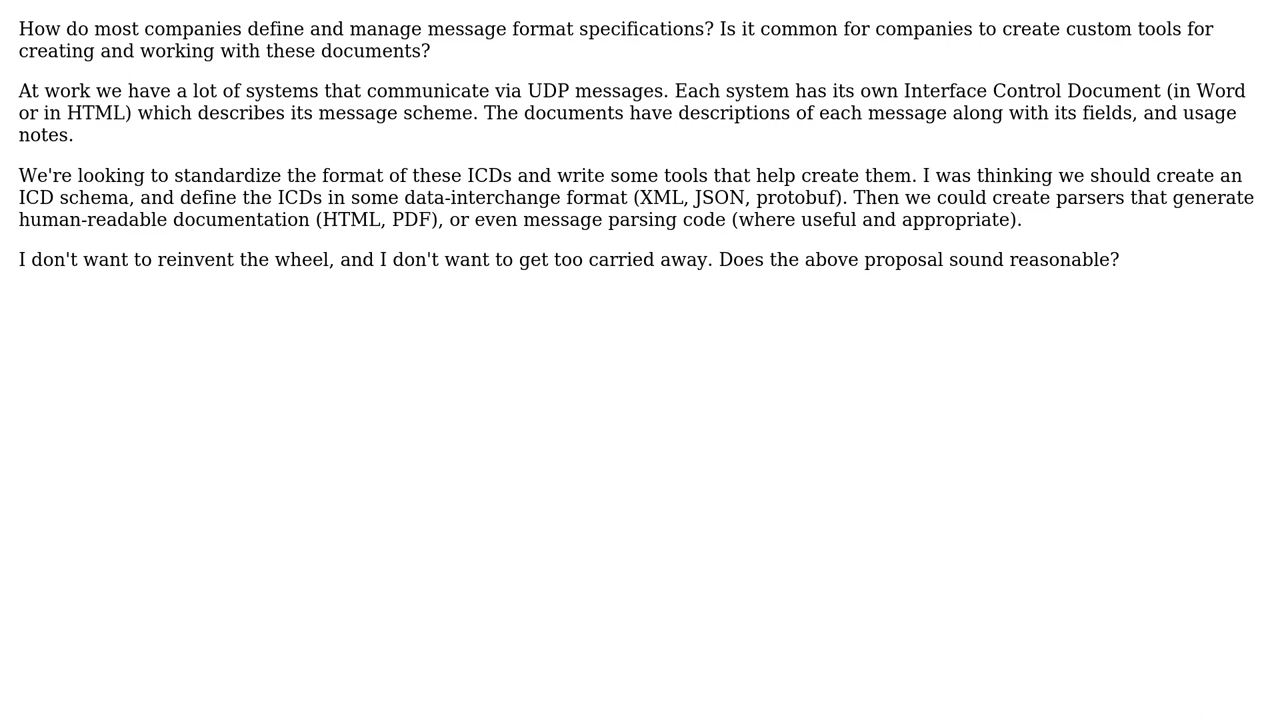 How do most companies define and manage message format specifications? Is it common for companies to create custom tools for
creating and working with these documents?
At work we have a lot of systems that communicate via UDP messages. Each system has its own Interface Control Document (in Word
or in HTML) which describes its message scheme. The documents have descriptions of each message along with its fields, and usage
notes.
We're looking to standardize the format of these ICDs and write some tools that help create them. I was thinking we should create an
ICD schema, and define the ICDs in some data-interchange format (XML, JSON, protobuf). Then we could create parsers that generate
human-readable documentation (HTML, PDF), or even message parsing code (where useful and appropriate).
I don't want to reinvent the wheel, and I don't want to get too carried away. Does the above proposal sound reasonable?